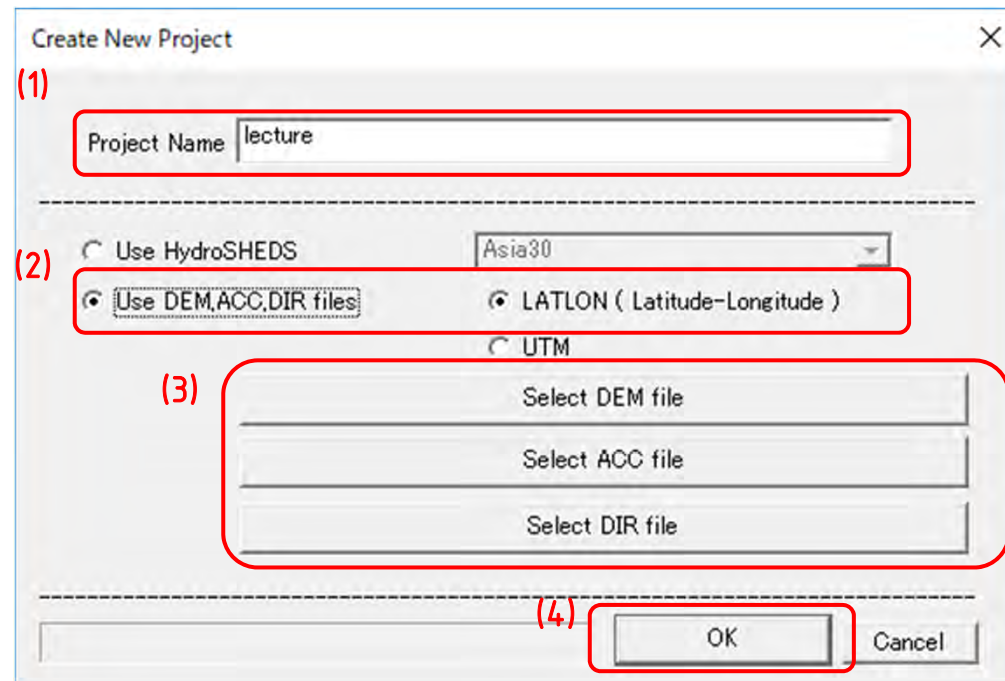 Create New Project
(1)
Project Name lecture
Use HydroSHEDS Asia30
(2)
Use DEM,ACC,DIR files LATLON ( Latitude-Longitude )
UTM
(3)
Select DEM file
Select ACC file
Select DIR file
(4)
OK Cancel